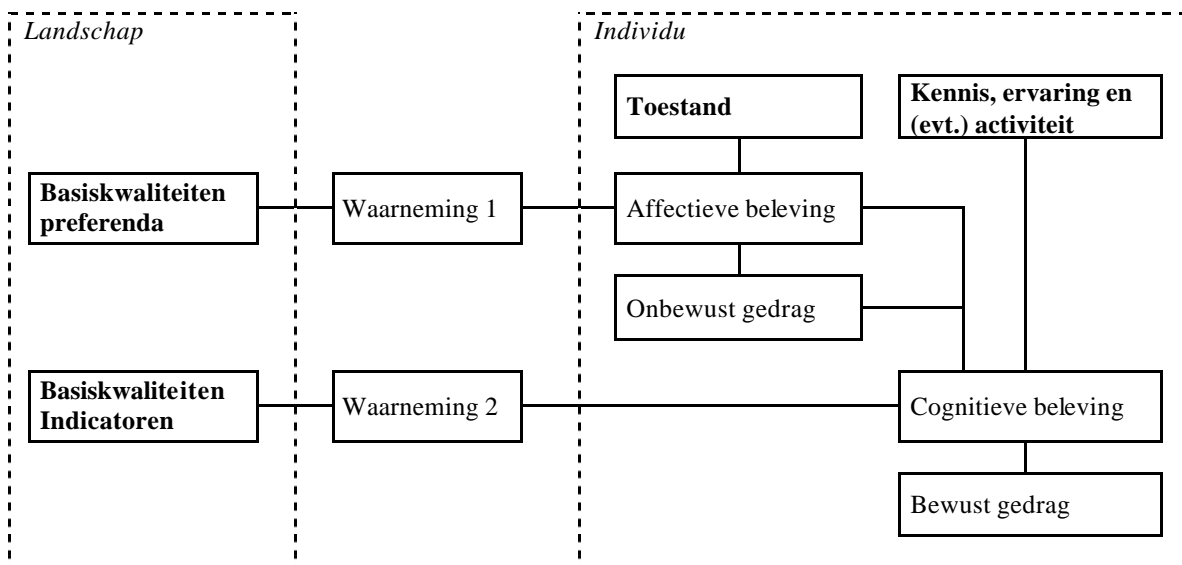 Landschap
Individu
Toestand
Kennis, ervaring en
(evt.) activiteit
Basiskwaliteiten
preferenda
Waarneming 1
Affectieve beleving
Onbewust gedrag
Basiskwaliteiten
Indicatoren
Waarneming 2
Cognitieve beleving
Bewust gedrag